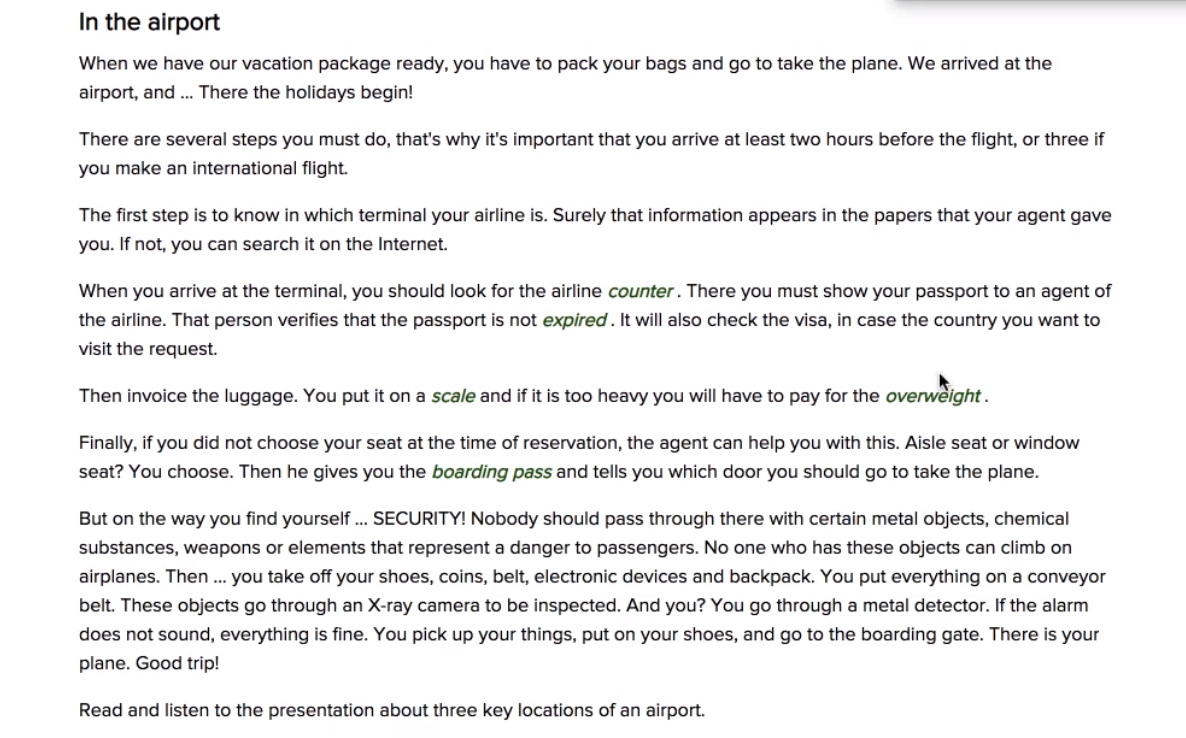 In the airport
When we have our vacation package ready, you have to pack your bags and go to take the plane. We arrived at the
airport, and ... There the holidays begin!
There are several steps you must do, that's why it's important that you arrive at least two hours before the flight, or three if
you make an international flight.
The first step is to know in which terminal your airline is. Surely that information appears in the papers that your agent gave
you. If not, you can search it on the Internet.
When you arrive at the terminal, you should look for the airline counter . There you must show your passport to an agent of
the airline. That person verifies that the passport is not expired . It will also check the visa, in case the country you want to
visit the request.
Then invoice the luggage. You put it on a scale and if it is too heavy you will have to pay for the overweight .
Finally, if you did not choose your seat at the time of reservation, the agent can help you with this. Aisle seat or window
seat? You choose. Then he gives you the boarding pass and tells you which door you should go to take the plane.
But on the way you find yourself ... SECURITY! Nobody should pass through there with certain metal objects, chemical
substances, weapons or elements that represent a danger to passengers. No one who has these objects can climb on
airplanes. Then ... you take off your shoes, coins, belt, electronic devices and backpack. You put everything on a conveyor
belt. These objects go through an X-ray camera to be inspected. And you? You go through a metal detector. If the alarm
does not sound, everything is fine. You pick up your things, put on your shoes, and go to the boarding gate. There is your
plane. Good trip!
Read and listen to the presentation about three key locations of an airport.